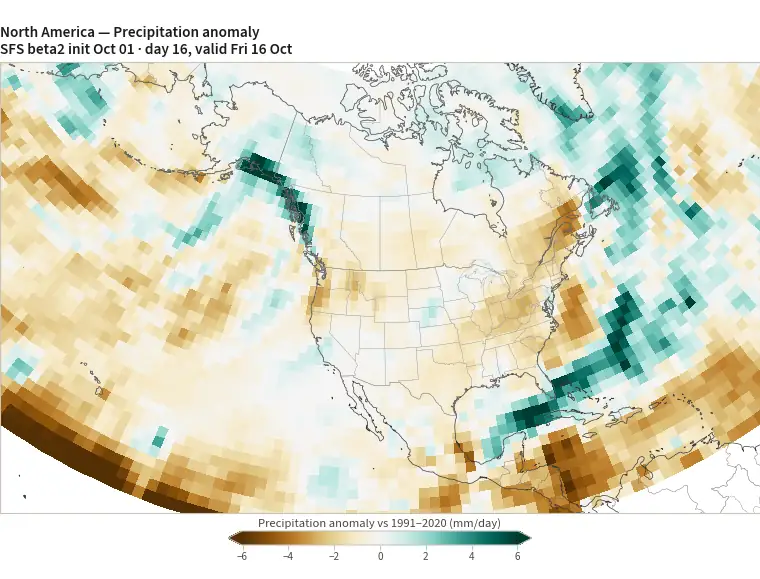 North America — Precipitation anomaly
SFS beta2 init Oct 01 · day 16, valid Fri 16 Oct
Precipitation anomaly vs 1991–2020 (mm/day)
−6 −4 −2 0 2 4 6